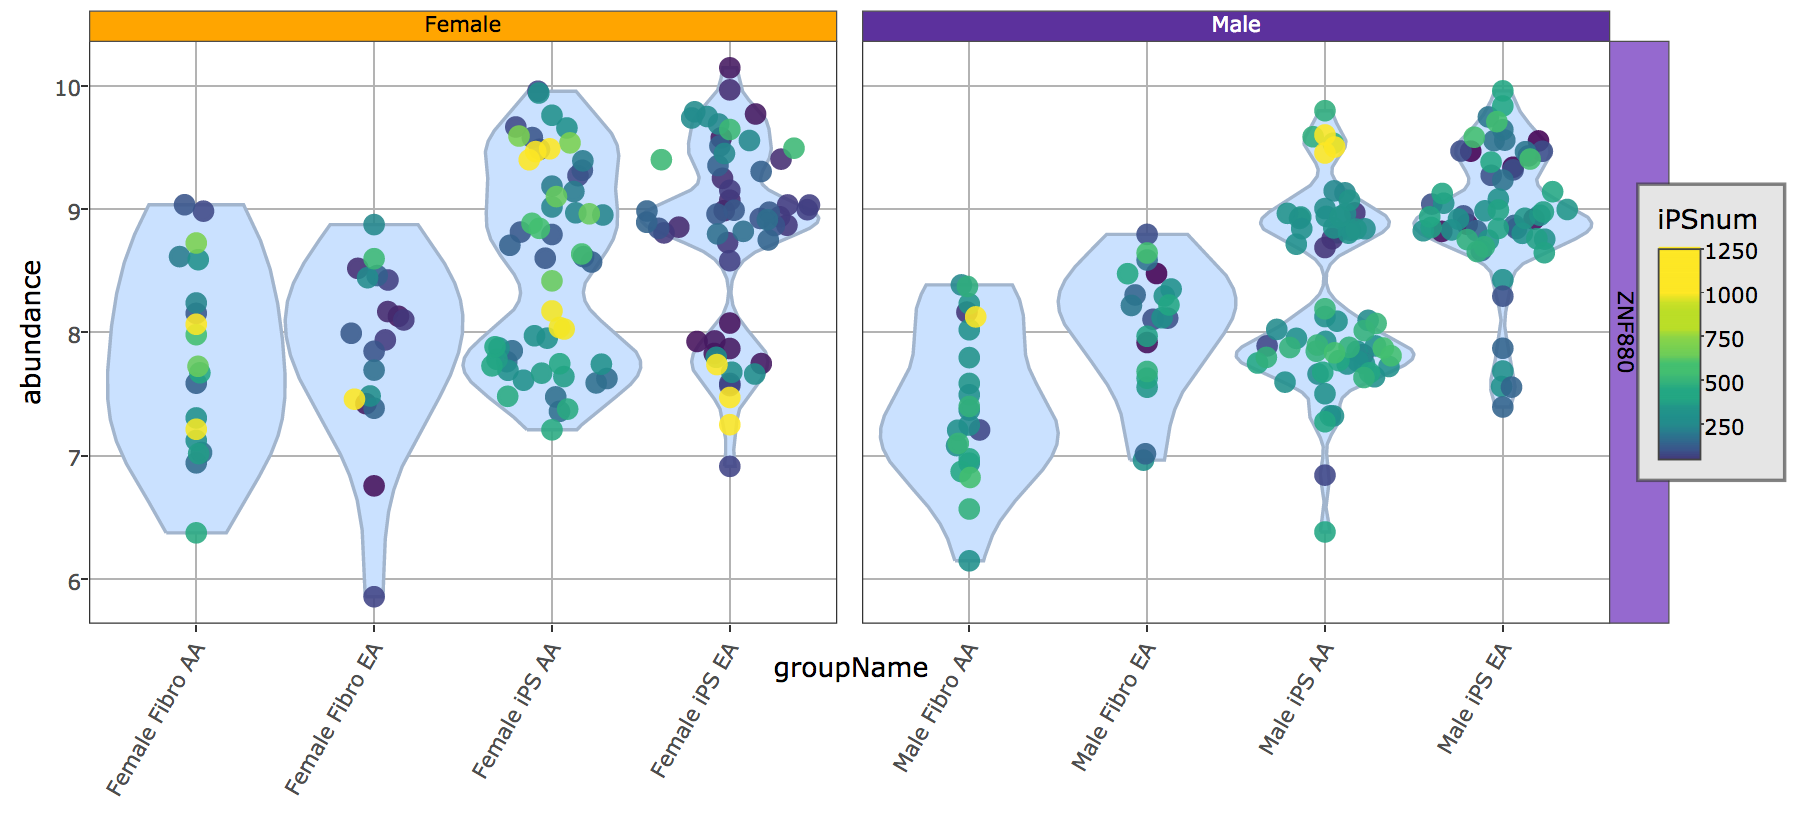 Female
Male
abundance
10
9
8
7
6
ZNF880
iPSnum
1250
1000
750
500
250
Female Fibro AA
Female Fibro EA
Female iPS AA
Female iPS EA
groupName
Male Fibro AA
Male Fibro EA
Male iPS AA
Male iPS EA